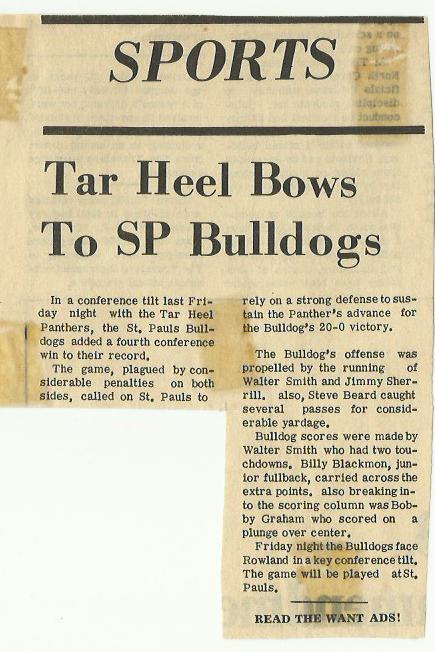 SPORTS
Tar Heel Bows
To SP Bulldogs
In a conference tilt last Fri-
day night with the Tar Heel
Panthers, the St. Pauls Bull-
dogs added a fourth conference
win to their record.
The game, plagued by con-
siderable penalties on both
sides, called on St. Pauls to
rely on a strong defense to sus-
tain the Panther's advance for
the Bulldog's 20-0 victory.
The Bulldog's offense was
propelled by the running of
Walter Smith and Jimmy Sher-
rill. also, Steve Beard caught
several passes for consid-
erable yardage.
Bulldog scores were made by
Walter Smith who had two tou-
chdowns. Billy Blackmon, jun-
ior fullback, carried across the
extra points. also breaking in-
to the scoring column was Bob-
by Graham who scored on a
plunge over center.
Friday night the Bulldogs face
Rowland in a key conference tilt.
The game will be played at St.
Pauls.
READ THE WANT ADS!